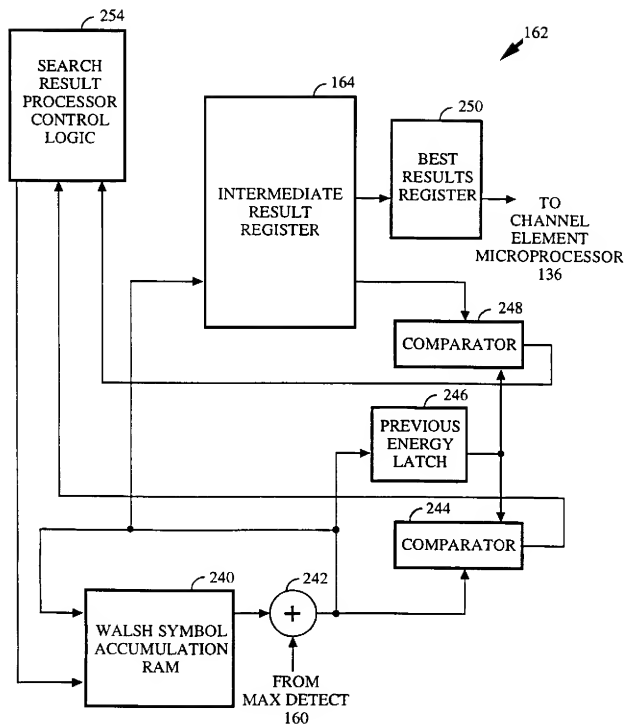 254
162
SEARCH
RESULT
PROCESSOR
CONTROL
LOGIC
164
INTERMEDIATE
RESULT
REGISTER
250
BEST
RESULTS
REGISTER
TO
CHANNEL
ELEMENT
MICROPROCESSOR
136
248
COMPARATOR
246
PREVIOUS
ENERGY
LATCH
244
COMPARATOR
240
WALSH SYMBOL
ACCUMULATION
RAM
242
+
FROM
MAX DETECT
160